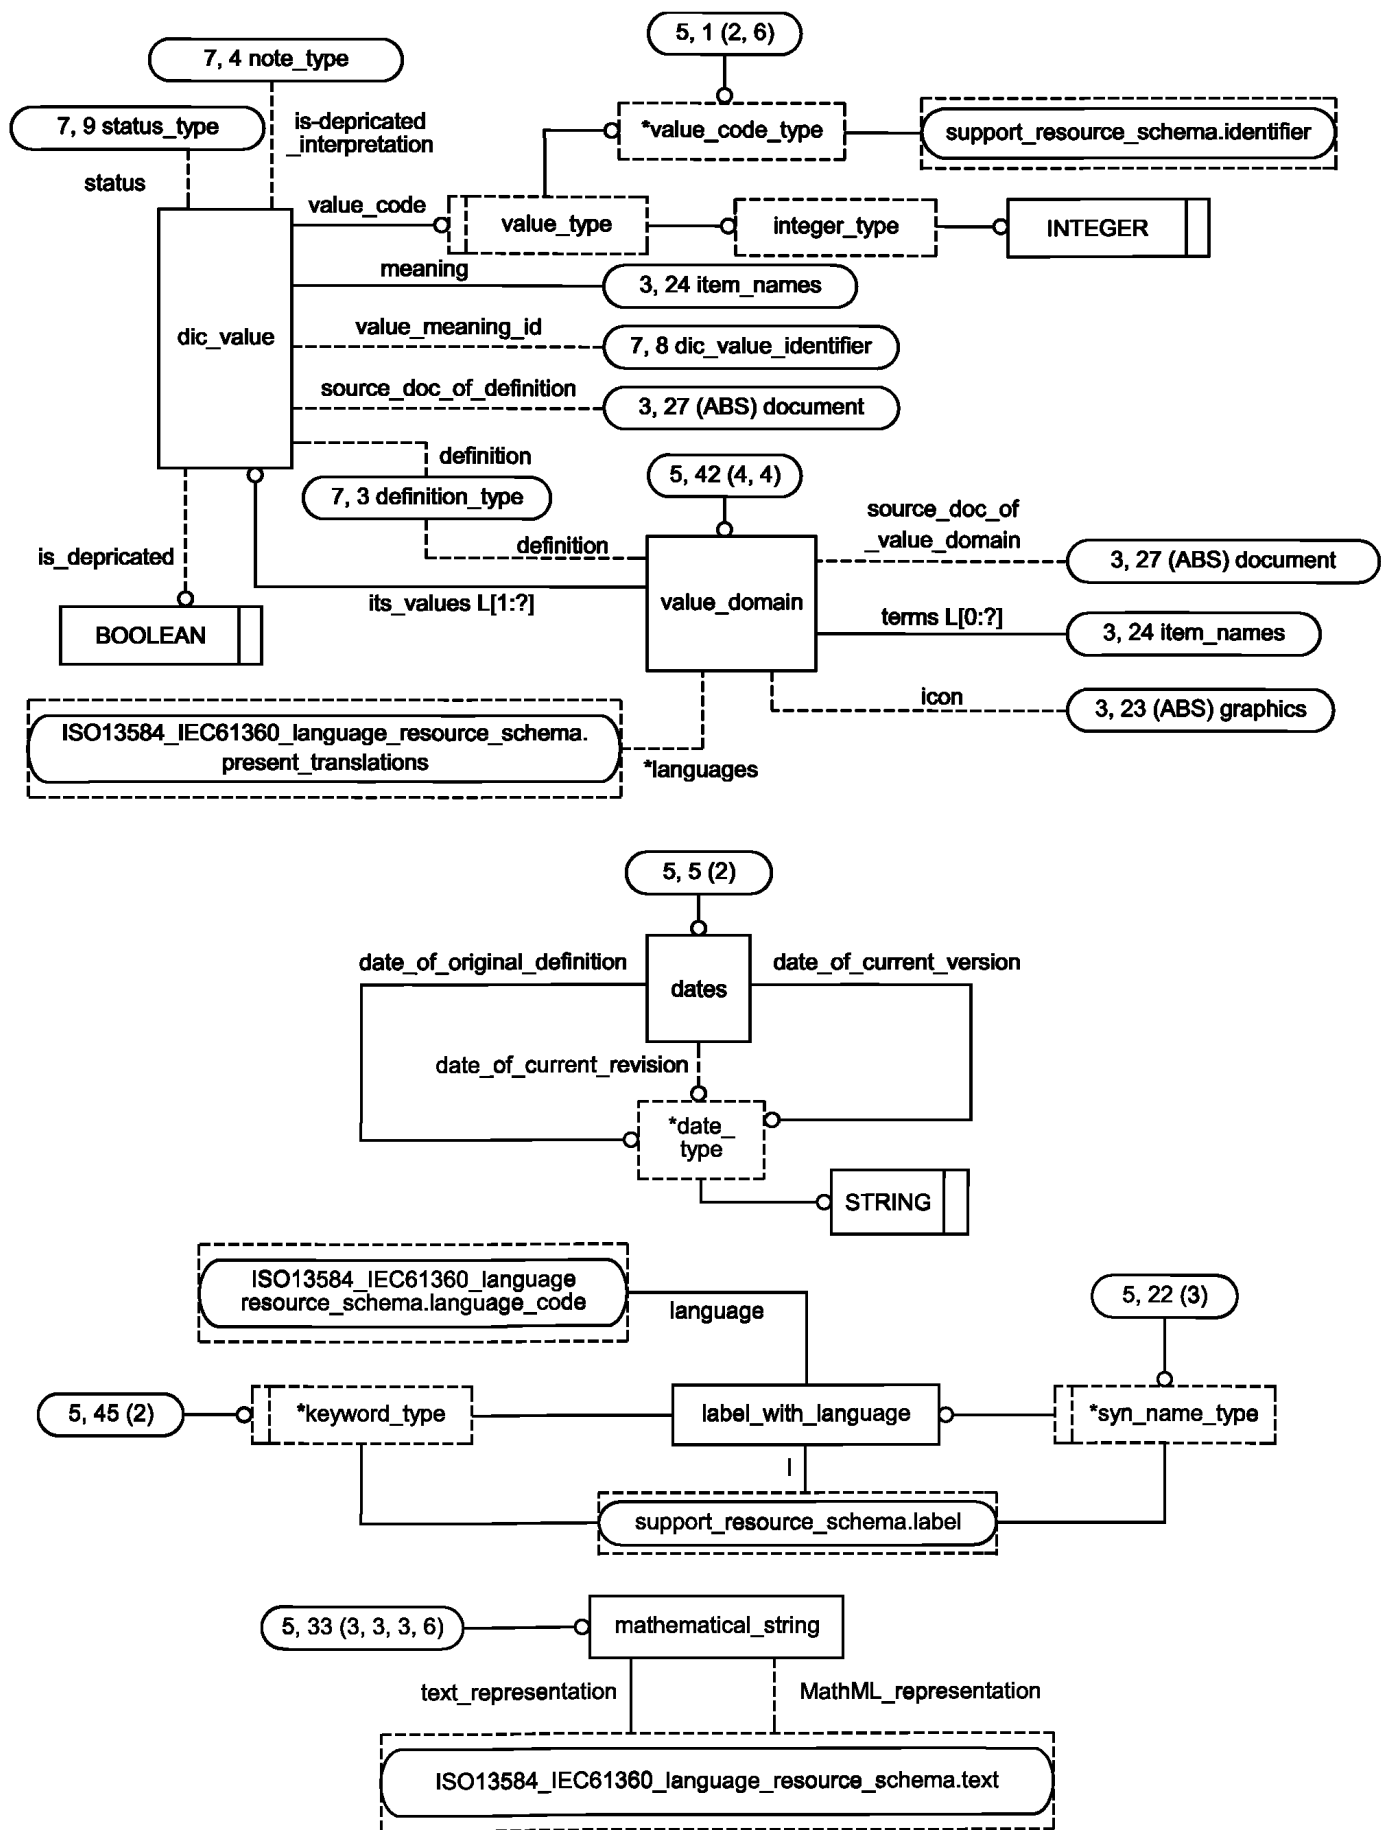 5, 1 (2, 6)
7, 4 note_type
7, 9 status_type
is-depricated
_interpretation
*value_code_type
support_resource_schema.identifier
status
value_code
value_type
integer_type
INTEGER
meaning
3, 24 item_names
dic_value
value_meaning_id
7, 8 dic_value_identifier
source_doc_of_definition
3, 27 (ABS) document
definition
5, 42 (4, 4)
7, 3 definition_type
source_doc_of
_value_domain
is_depricated
definition
3, 27 (ABS) document
its_values L[1:?]
value_domain
BOOLEAN
terms L[0:?]
3, 24 item_names
icon
3, 23 (ABS) graphics
ISO13584_IEC61360_language_resource_schema.
present_translations
*languages
5, 5 (2)
date_of_original_definition
date_of_current_version
dates
date_of_current_revision
*date_
type
STRING
ISO13584_IEC61360_language
resource_schema.language_code
language
5, 22 (3)
5, 45 (2)
*keyword_type
label_with_language
*syn_name_type
l
support_resource_schema.label
5, 33 (3, 3, 3, 6)
mathematical_string
text_representation
MathML_representation
ISO13584_IEC61360_language_resource_schema.text